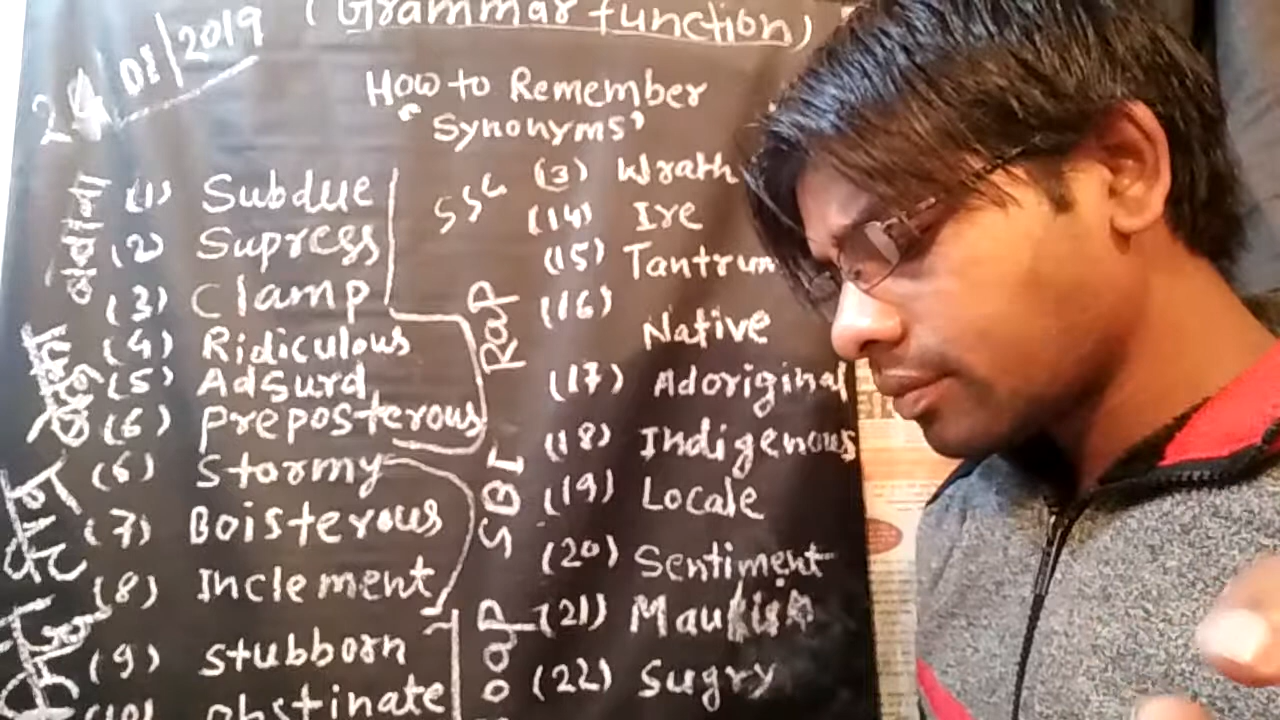 (Grammar function)
24/01/2019
How to Remember
"Synonyms"
(1) Subdue
(2) Supress
(3) Clamp
(4) Ridiculous
(5) Adsurd
(6) Preposterous
(6) Stormy
(7) Boisterous
(8) Inclement
(9) Stubborn
(10) Obstinate
SSC
(3) Wrath
(14) Ire
(15) Tantrum
(16)
Native
(17) Adoriginal
(18) Indigenous
(19) Locale
(20) Sentiment
(21)
(22) Sugry
RaP
SBI